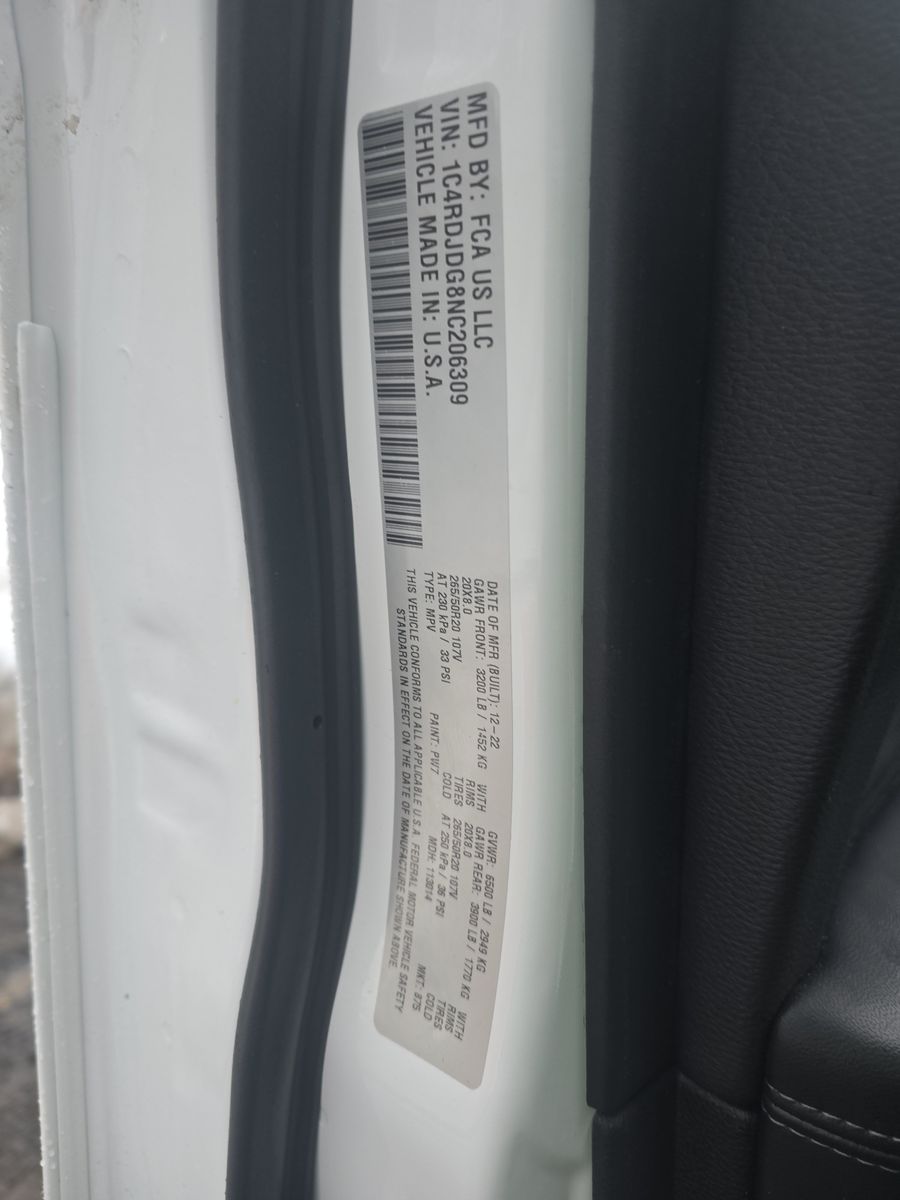 MFD BY: FCA US LLC
VIN: 1C4RDJDG8NC206309
VEHICLE MADE IN: U.S.A.
DATE OF MFR (BUILT): 12-22 GVWR: 6500 LB / 2949 KG
GAWR FRONT: 3200 LB / 1452 KG WITH GAWR REAR: 3900 LB / 1770 KG WITH
20X8.0 RIMS 20X8.0 RIMS
265/50R20 107V TIRES 265/50R20 107V TIRES
AT 230 kPa / 33 PSI COLD AT 250 kPa / 36 PSI COLD
TYPE: MPV PAINT: PW7 MDH: 113014 MKT: 875
THIS VEHICLE CONFORMS TO ALL APPLICABLE U.S.A. FEDERAL MOTOR VEHICLE SAFETY
STANDARDS IN EFFECT ON THE DATE OF MANUFACTURE SHOWN ABOVE.